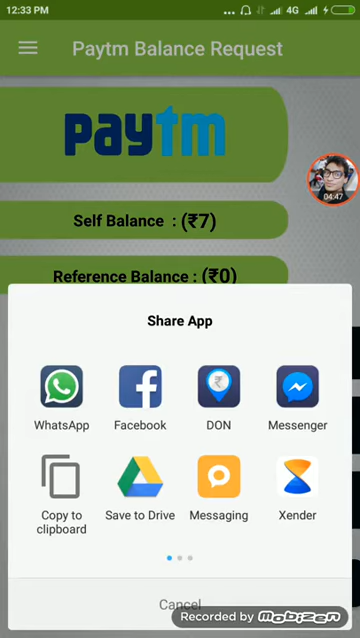 12:33 PM
4G
Paytm Balance Request
paytm
Self Balance : (₹7)
04:47
Reference Balance : (₹0)
Share App
₹
WhatsApp Facebook DON Messenger
Copy to clipboard Save to Drive Messaging Xender
Cancel
Recorded by MOBIZEN